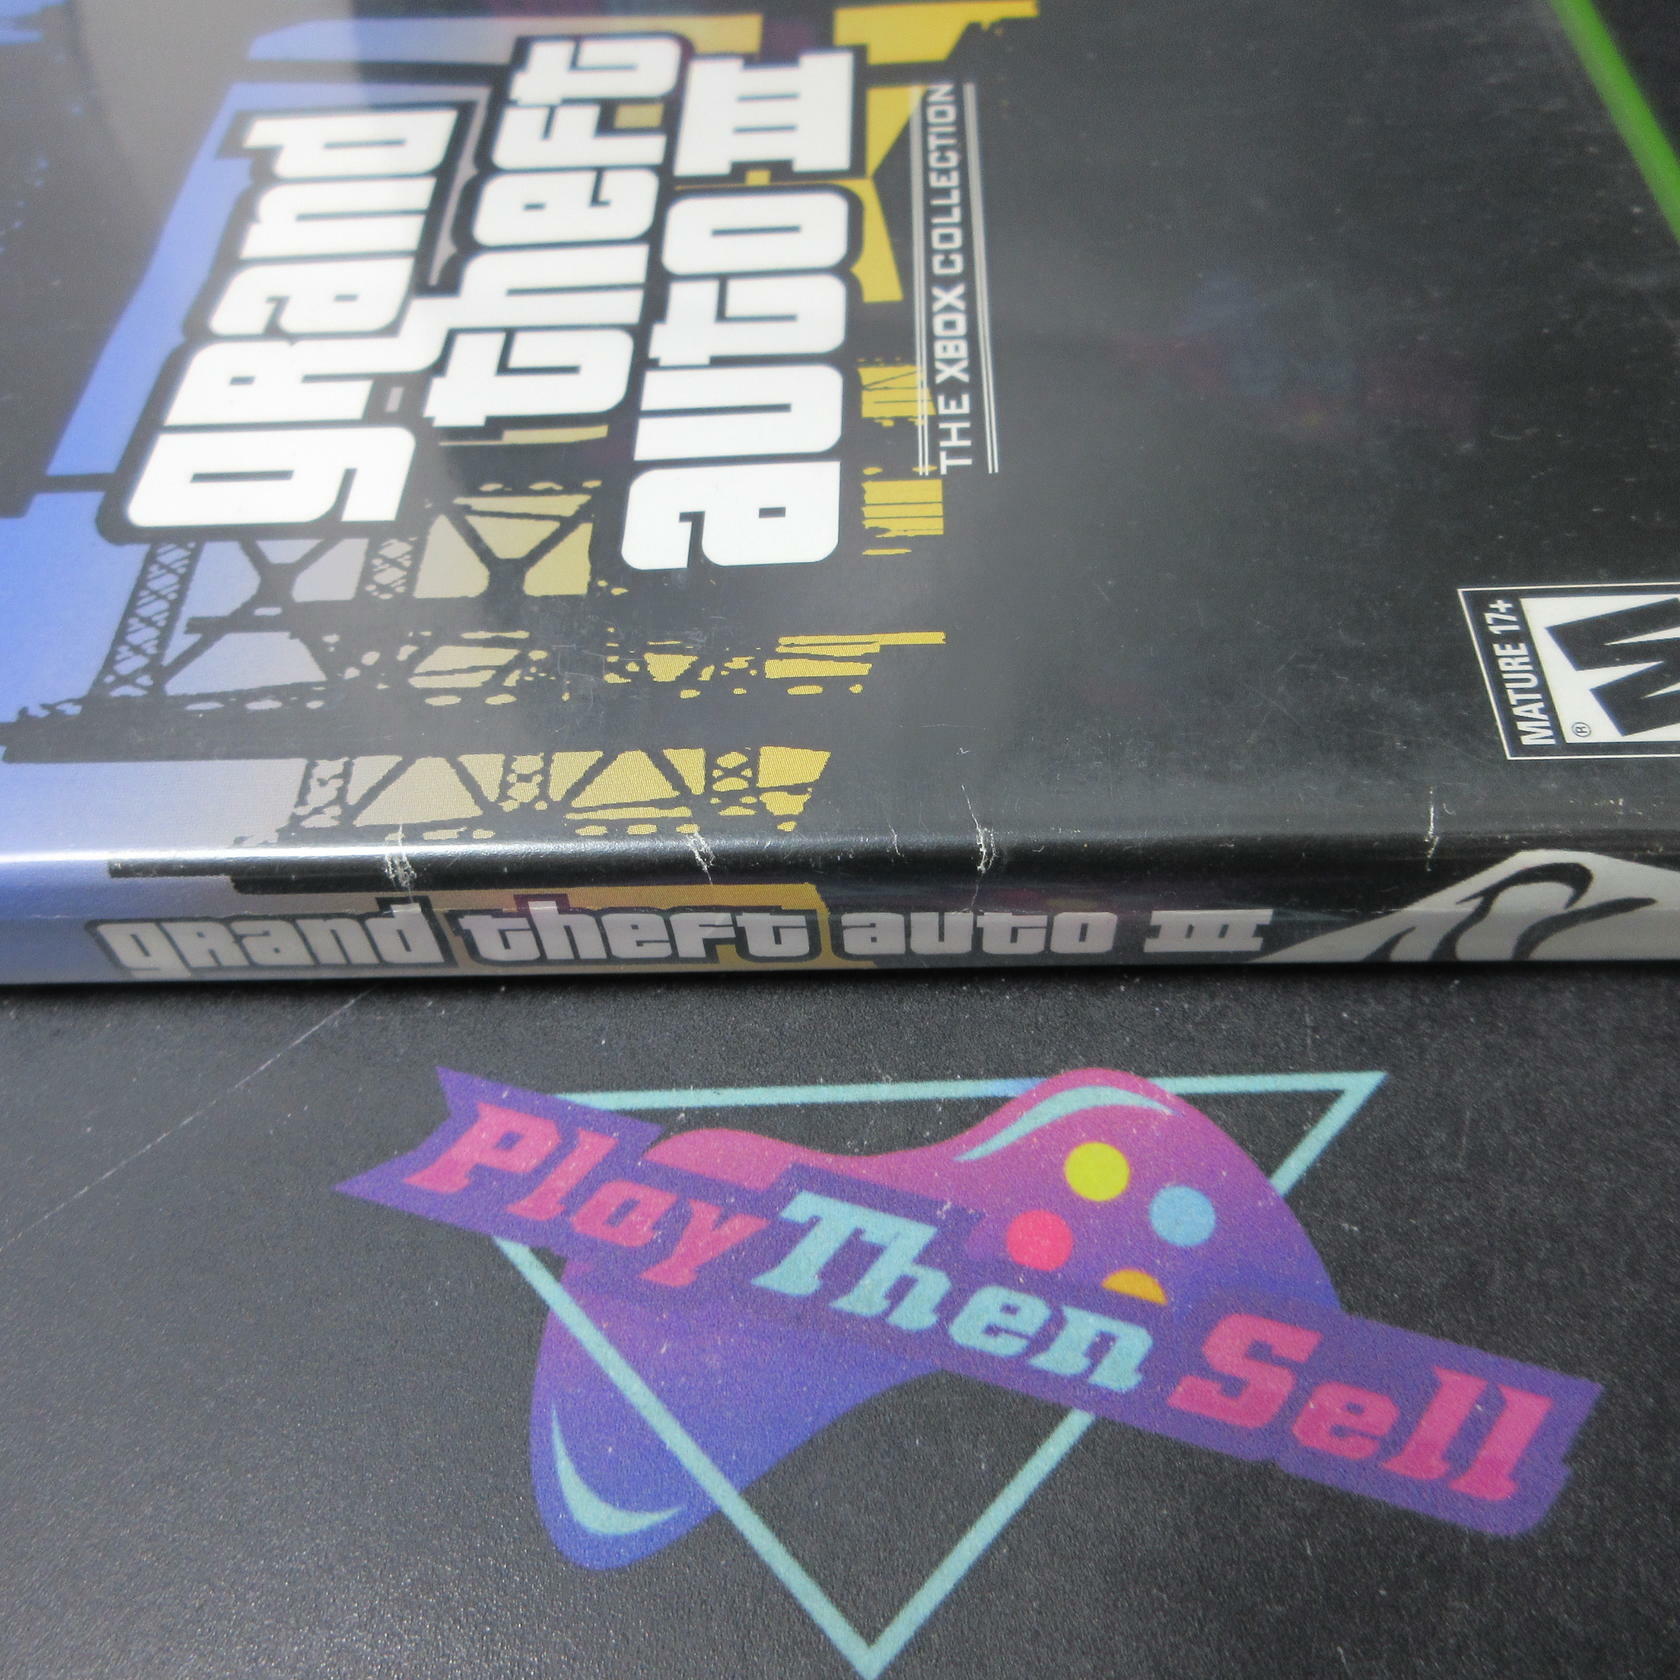 grand
theft
auto III
THE XBOX COLLECTION
MATURE 17+
M
®
grand theft auto III
Play Then Sell